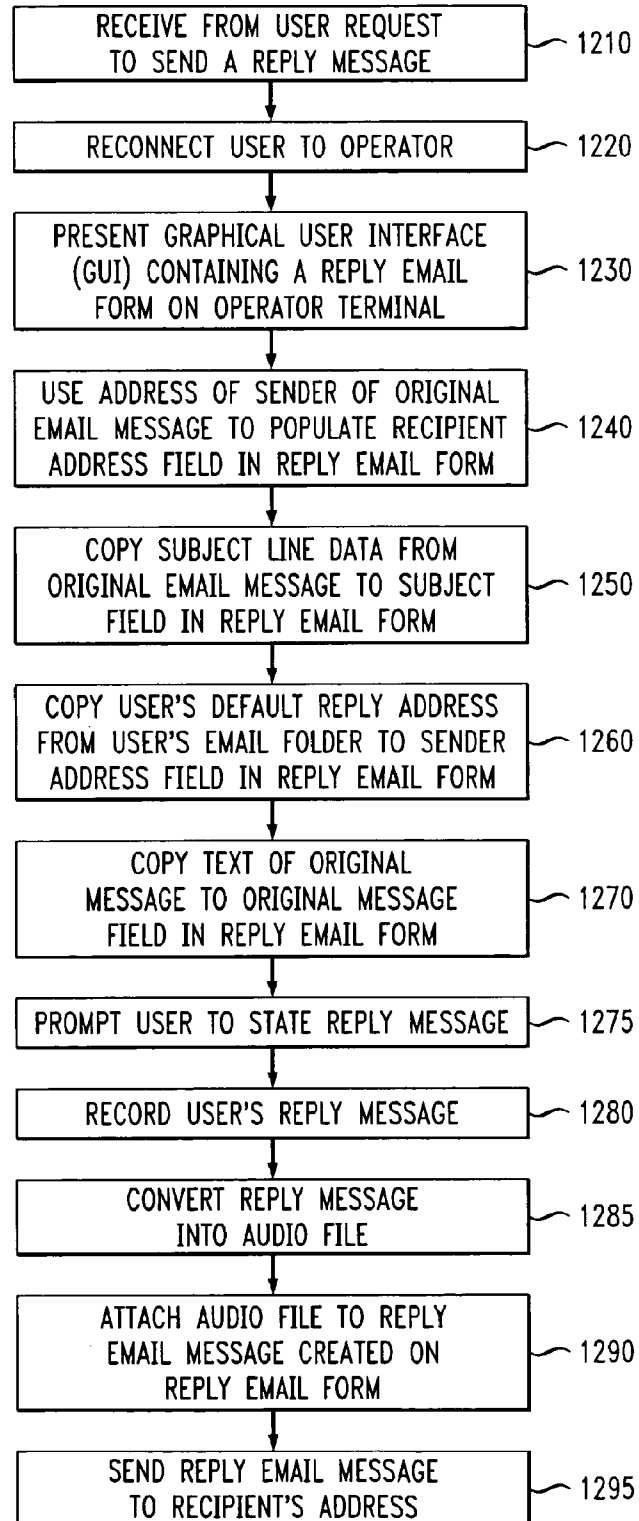 RECEIVE FROM USER REQUEST
TO SEND A REPLY MESSAGE
1210
RECONNECT USER TO OPERATOR
1220
PRESENT GRAPHICAL USER INTERFACE
(GUI) CONTAINING A REPLY EMAIL
FORM ON OPERATOR TERMINAL
1230
USE ADDRESS OF SENDER OF ORIGINAL
EMAIL MESSAGE TO POPULATE RECIPIENT
ADDRESS FIELD IN REPLY EMAIL FORM
1240
COPY SUBJECT LINE DATA FROM
ORIGINAL EMAIL MESSAGE TO SUBJECT
FIELD IN REPLY EMAIL FORM
1250
COPY USER'S DEFAULT REPLY ADDRESS
FROM USER'S EMAIL FOLDER TO SENDER
ADDRESS FIELD IN REPLY EMAIL FORM
1260
COPY TEXT OF ORIGINAL
MESSAGE TO ORIGINAL MESSAGE
FIELD IN REPLY EMAIL FORM
1270
PROMPT USER TO STATE REPLY MESSAGE
1275
RECORD USER'S REPLY MESSAGE
1280
CONVERT REPLY MESSAGE
INTO AUDIO FILE
1285
ATTACH AUDIO FILE TO REPLY
EMAIL MESSAGE CREATED ON
REPLY EMAIL FORM
1290
SEND REPLY EMAIL MESSAGE
TO RECIPIENT'S ADDRESS
1295